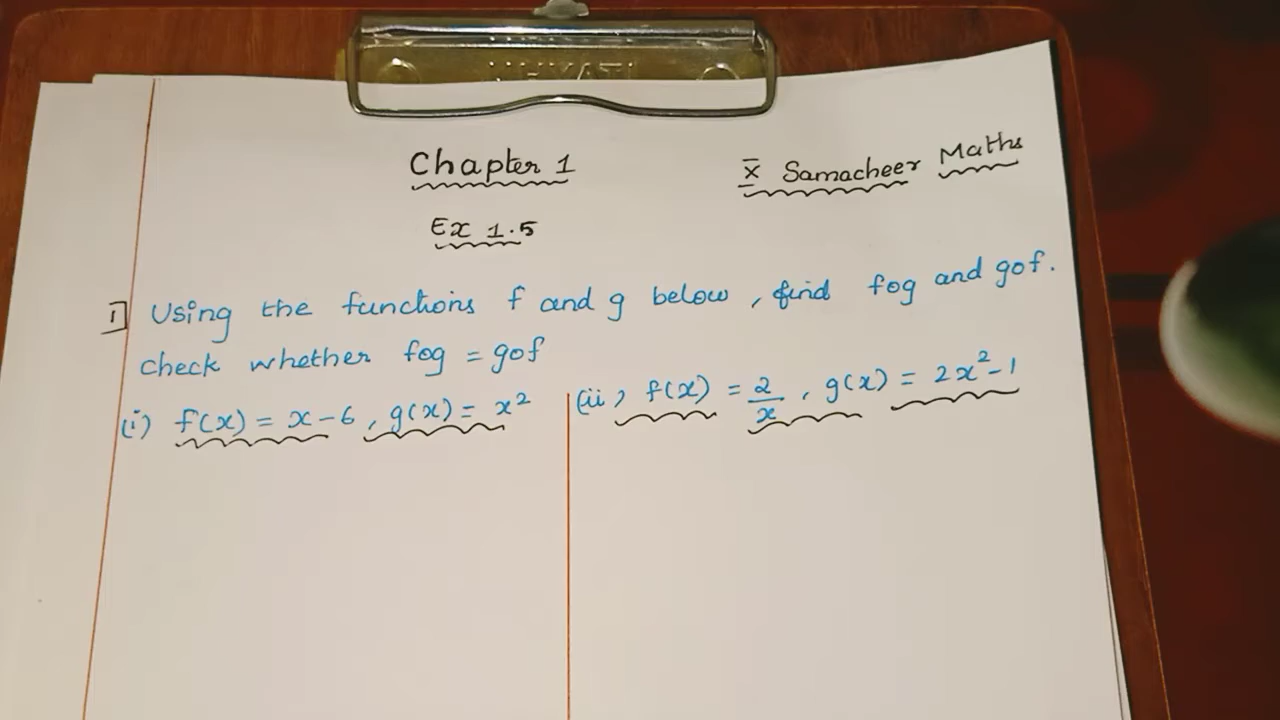 Chapter 1
X Samacheer Maths
Ex 1.5
1] Using the functions f and g below, find fog and gof.
check whether fog = gof
(i) f(x) = x-6, g(x) = x²
(ii) f(x) = 2/x, g(x) = 2x²-1